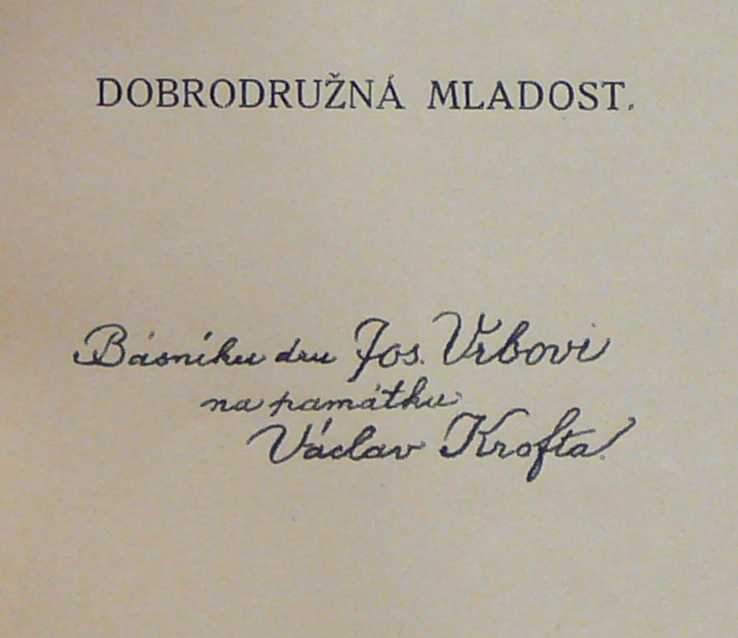 DOBRODRUŽNÁ MLADOST.
Básníku dru Jos. Vrbovi
na památku
Václav Krofta.